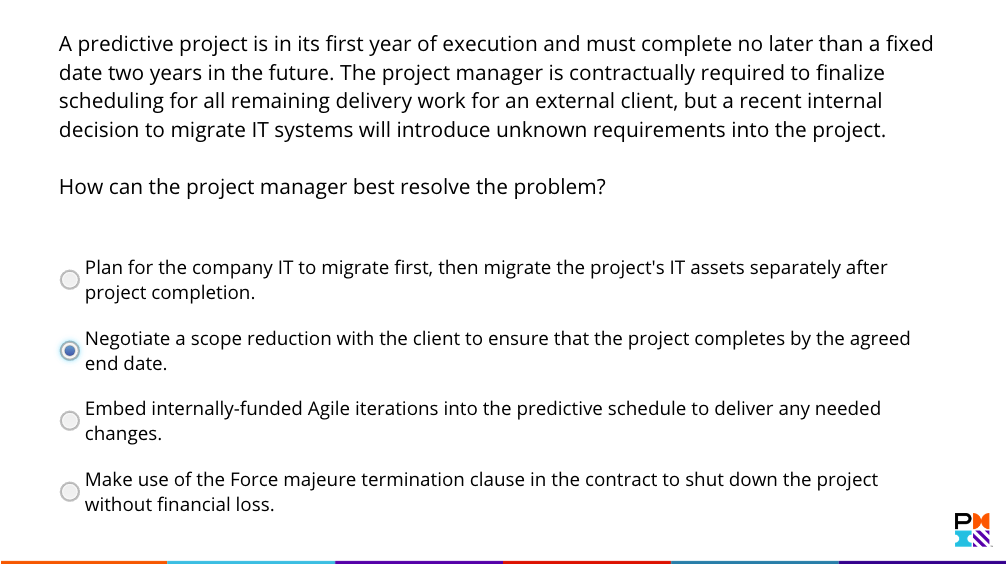 A predictive project is in its first year of execution and must complete no later than a fixed
date two years in the future. The project manager is contractually required to finalize
scheduling for all remaining delivery work for an external client, but a recent internal
decision to migrate IT systems will introduce unknown requirements into the project.
How can the project manager best resolve the problem?
Plan for the company IT to migrate first, then migrate the project's IT assets separately after
project completion.
Negotiate a scope reduction with the client to ensure that the project completes by the agreed
end date.
Embed internally-funded Agile iterations into the predictive schedule to deliver any needed
changes.
Make use of the Force majeure termination clause in the contract to shut down the project
without financial loss.